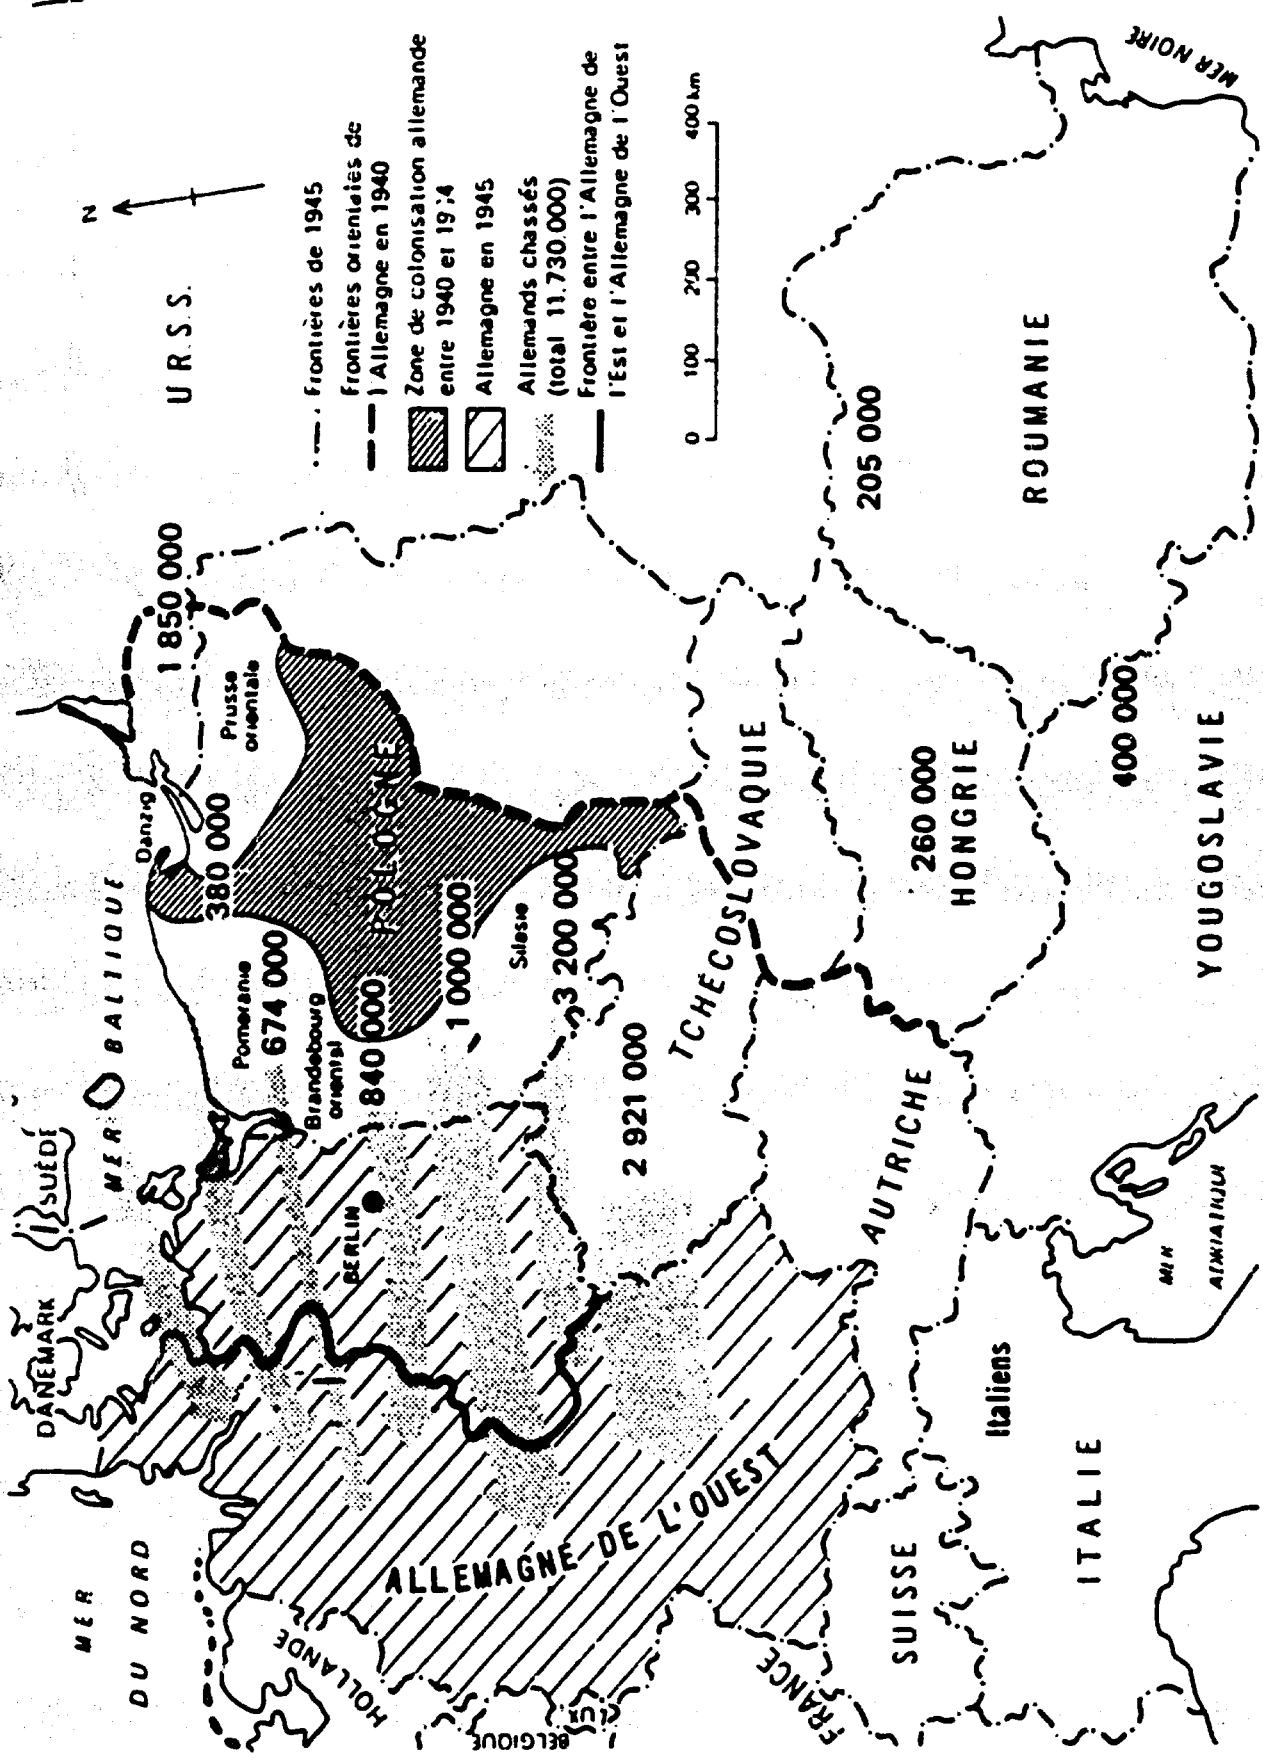 MER
DU NORD
DANEMARK
SUÈDE
MER BALTIQUE
U.R.S.S.
N
Frontières de 1945
Frontières orientales de
l'Allemagne en 1940
Zone de colonisation allemande
entre 1940 et
Allemagne en 1945
Allemands chassés
(total 11.730.000)
Frontière entre l'Allemagne de
l'Est et l'Allemagne de l'Ouest
0 100 200 300 400 km
Danzig
380 000
1 850 000
Prusse
orientale
Poméranie
674 000
Brandebourg
oriental
840 000
POLOGNE
1 000 000
BERLIN
Silésie
3 200 000
2 921 000
TCHÉCOSLOVAQUIE
HOLLANDE
BELGIQUE
LUX
ALLEMAGNE DE L'OUEST
FRANCE
SUISSE
AUTRICHE
260 000
HONGRIE
205 000
ROUMANIE
MER NOIRE
400 000
YOUGOSLAVIE
Italiens
ITALIE
MER